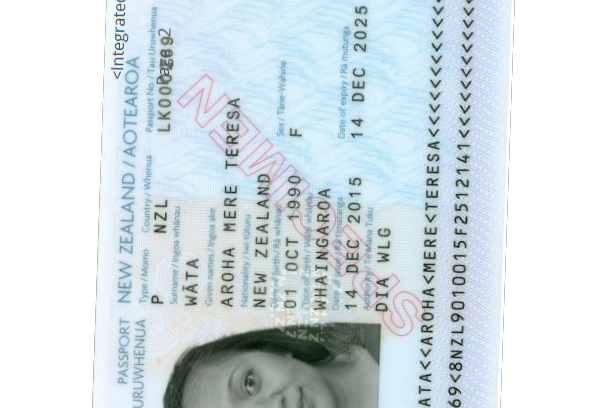 <Integrated
Page 2
PASSPORT NEW ZEALAND / AOTEAROA
URUWHENUA
Type / Momo Country / Whenua Passport No. / Tau Uruwhenua
P NZL
Surname / Ingoa whānau
WĀTA
Given names / Ingoa ake
AROHA MERE TERESA
Nationality / Iwi tūturu
NEW ZEALAND
Date of birth / Rā whānau Sex / Tāne-Wahine
01 OCT 1990 F
Place of birth / Wāhi whānau
WHAINGAROA
Date of issue / Rā tīmatanga Date of expiry / Rā mutunga
14 DEC 2015 14 DEC 2025
Authority / Te Mana Tuku
DIA WLG
SPECIMEN
ATA<<AROHA<MERE<TERESA<<<<<<<<<<
69<8NZL9010015F2512141<<<<<<<<<<